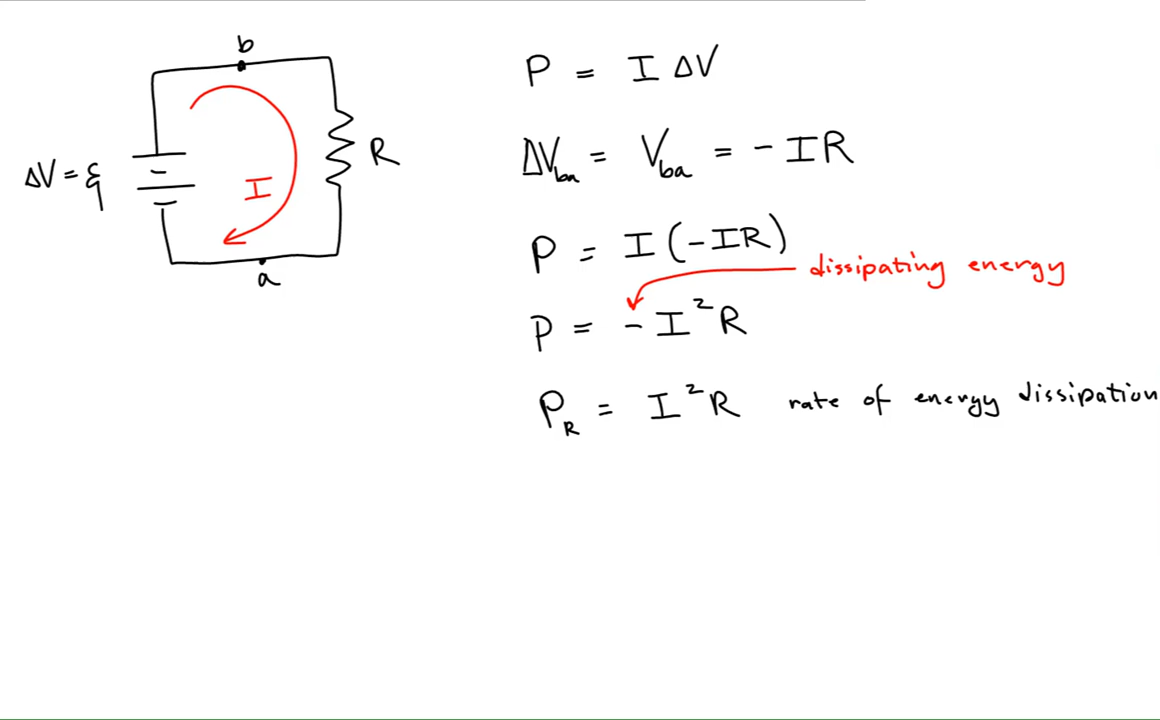 b
ΔV = ℰ
I
R
a
P = I ΔV
ΔV_ba = V_ba = - IR
P = I (- IR)
dissipating energy
P = - I²R
P_R = I²R rate of energy dissipation